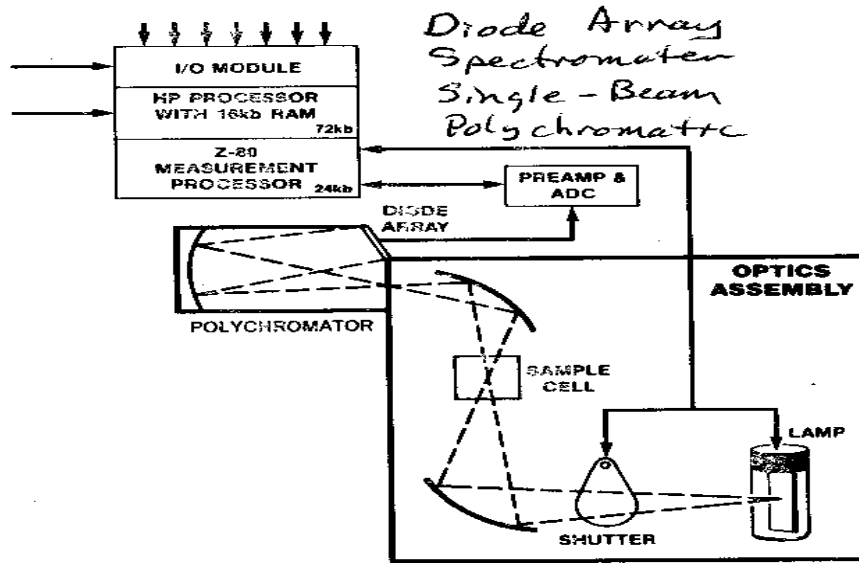 Diode Array
Spectrometer
Single-Beam
Polychromatic
I/O MODULE
HP PROCESSOR
WITH 16kb RAM
72kb
Z-80
MEASUREMENT
PROCESSOR
24kb
PREAMP &
ADC
DIODE
ARRAY
OPTICS
ASSEMBLY
POLYCHROMATOR
SAMPLE
CELL
LAMP
SHUTTER